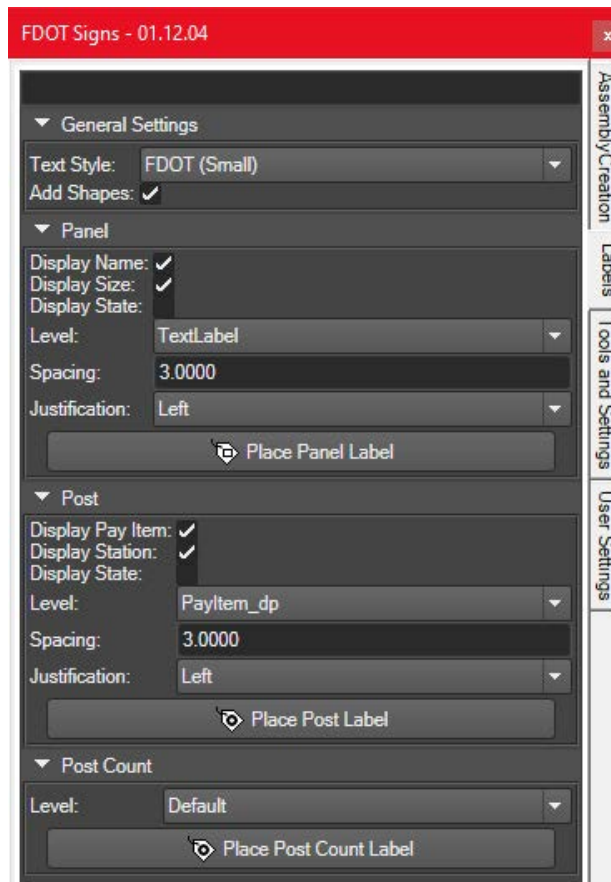 FDOT Signs - 01.12.04
x
General Settings
Text Style: FDOT (Small)
Add Shapes:
Panel
Display Name:
Display Size:
Display State:
Level: TextLabel
Spacing: 3.0000
Justification: Left
Place Panel Label
Post
Display Pay Item:
Display Station:
Display State:
Level: PayItem_dp
Spacing: 3.0000
Justification: Left
Place Post Label
Post Count
Level: Default
Place Post Count Label
AssemblyCreation
Labels
Tools and Settings
User Settings